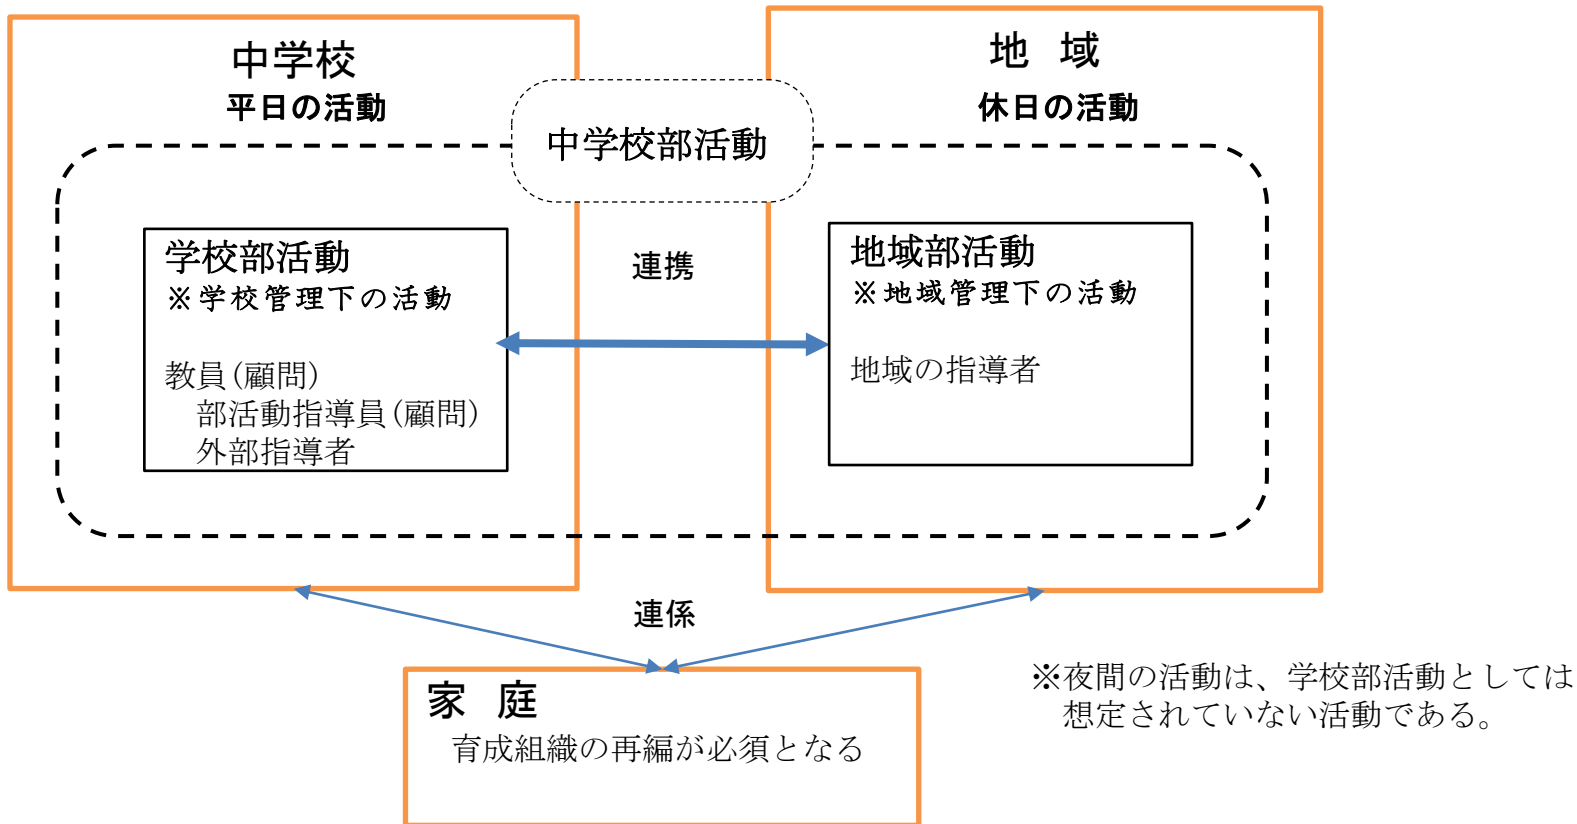 中学校
平日の活動
地 域
休日の活動
中学校部活動
学校部活動
※学校管理下の活動
教員(顧問)
部活動指導員(顧問)
外部指導者
連携
地域部活動
※地域管理下の活動
地域の指導者
連係
家 庭
育成組織の再編が必須となる
※夜間の活動は、学校部活動としては
想定されていない活動である。